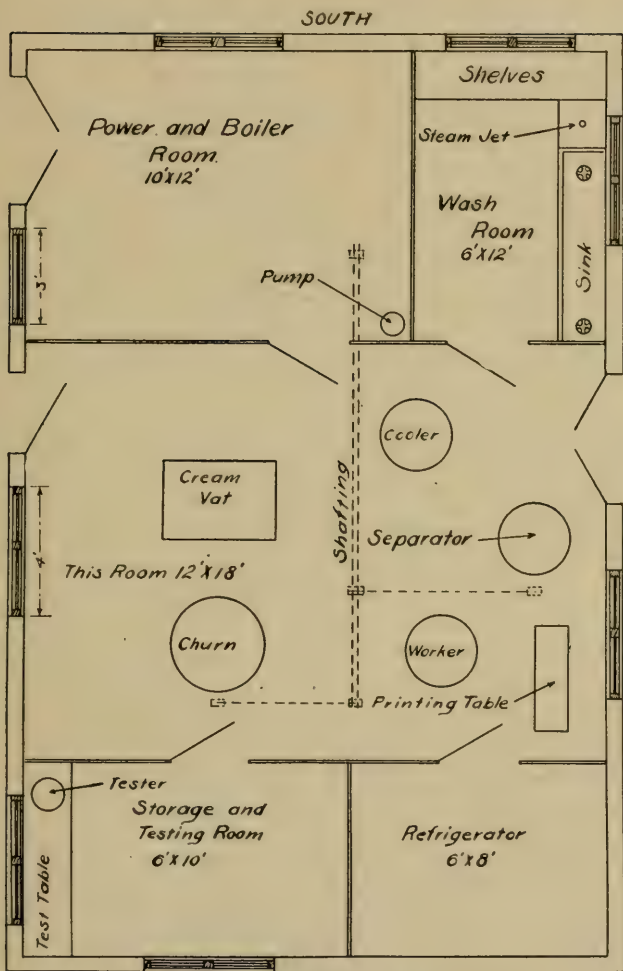 SOUTH
Shelves
Power and Boiler
Room.
10'X12'
Steam Jet
Wash
Room
6'X12'
Sink
3'
Pump
Cooler
Cream
Vat
Shafting
Separator
4'
This Room 12'X18'
Churn
Worker
Printing Table
Tester
Storage and
Testing Room
6'X10'
Refrigerator
6'X8'
Test Table